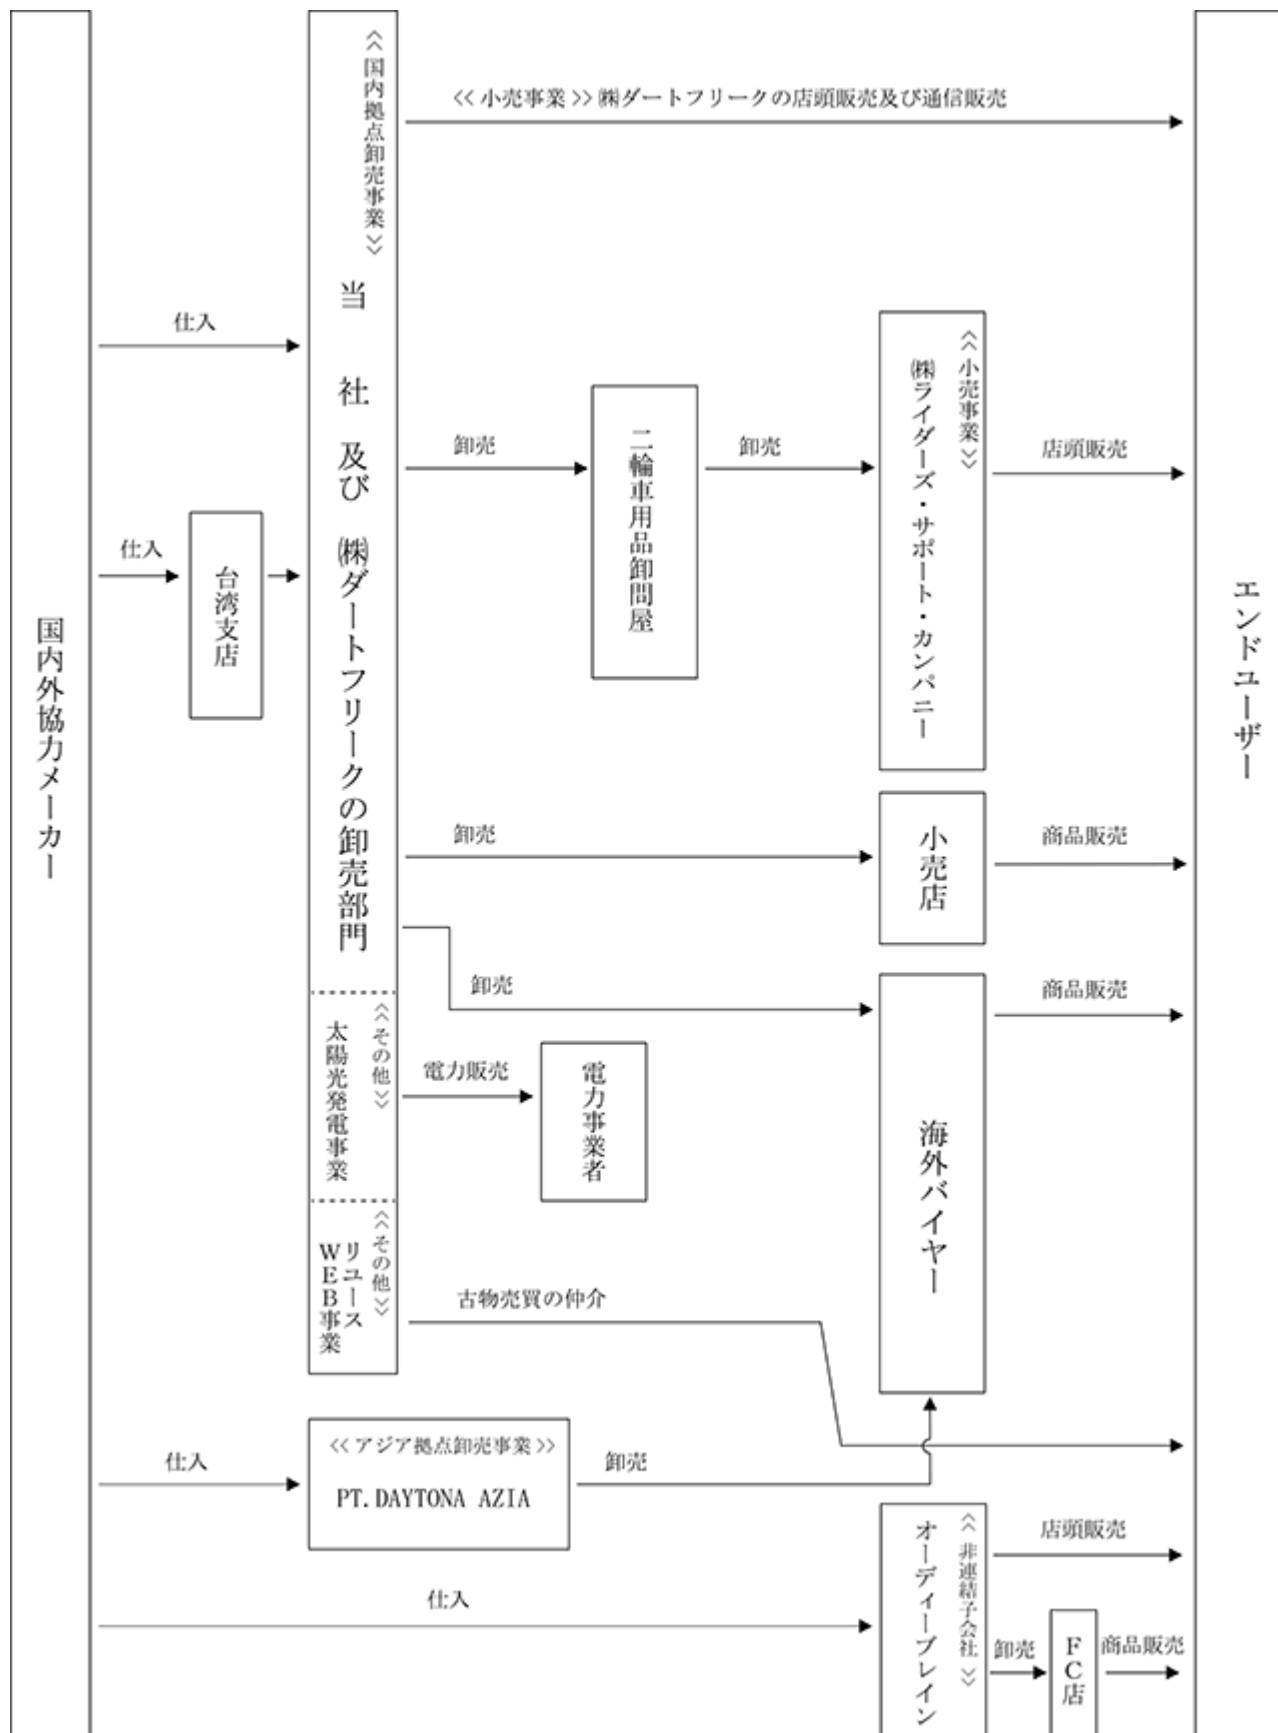 国内外協力メーカー
仕入
仕入
台湾支店
≪国内拠点卸売事業≫
当社及び㈱ダートフリークの卸売部門
≪その他≫
太陽光発電事業
≪その他≫
リユース
WEB事業
≪小売事業≫㈱ダートフリークの店頭販売及び通信販売
卸売
二輪車用品卸問屋
卸売
≪小売事業≫
㈱ライダーズ・サポート・カンパニー
店頭販売
卸売
小売店
商品販売
卸売
海外バイヤー
商品販売
電力販売
電力事業者
古物売買の仲介
仕入
≪アジア拠点卸売事業≫
PT.DAYTONA AZIA
卸売
仕入
≪非連結子会社≫
オーディーブレイン
店頭販売
卸売
FC店
商品販売
エンドユーザー